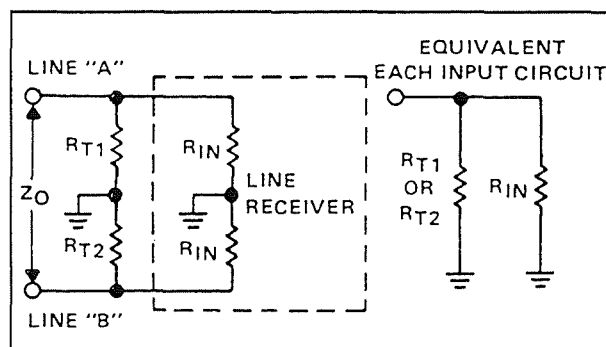 LINE "A"
EQUIVALENT
EACH INPUT CIRCUIT
RT1
RIN
RT1
OR
RT2
RIN
ZO
LINE
RECEIVER
RT2
RIN
LINE "B"